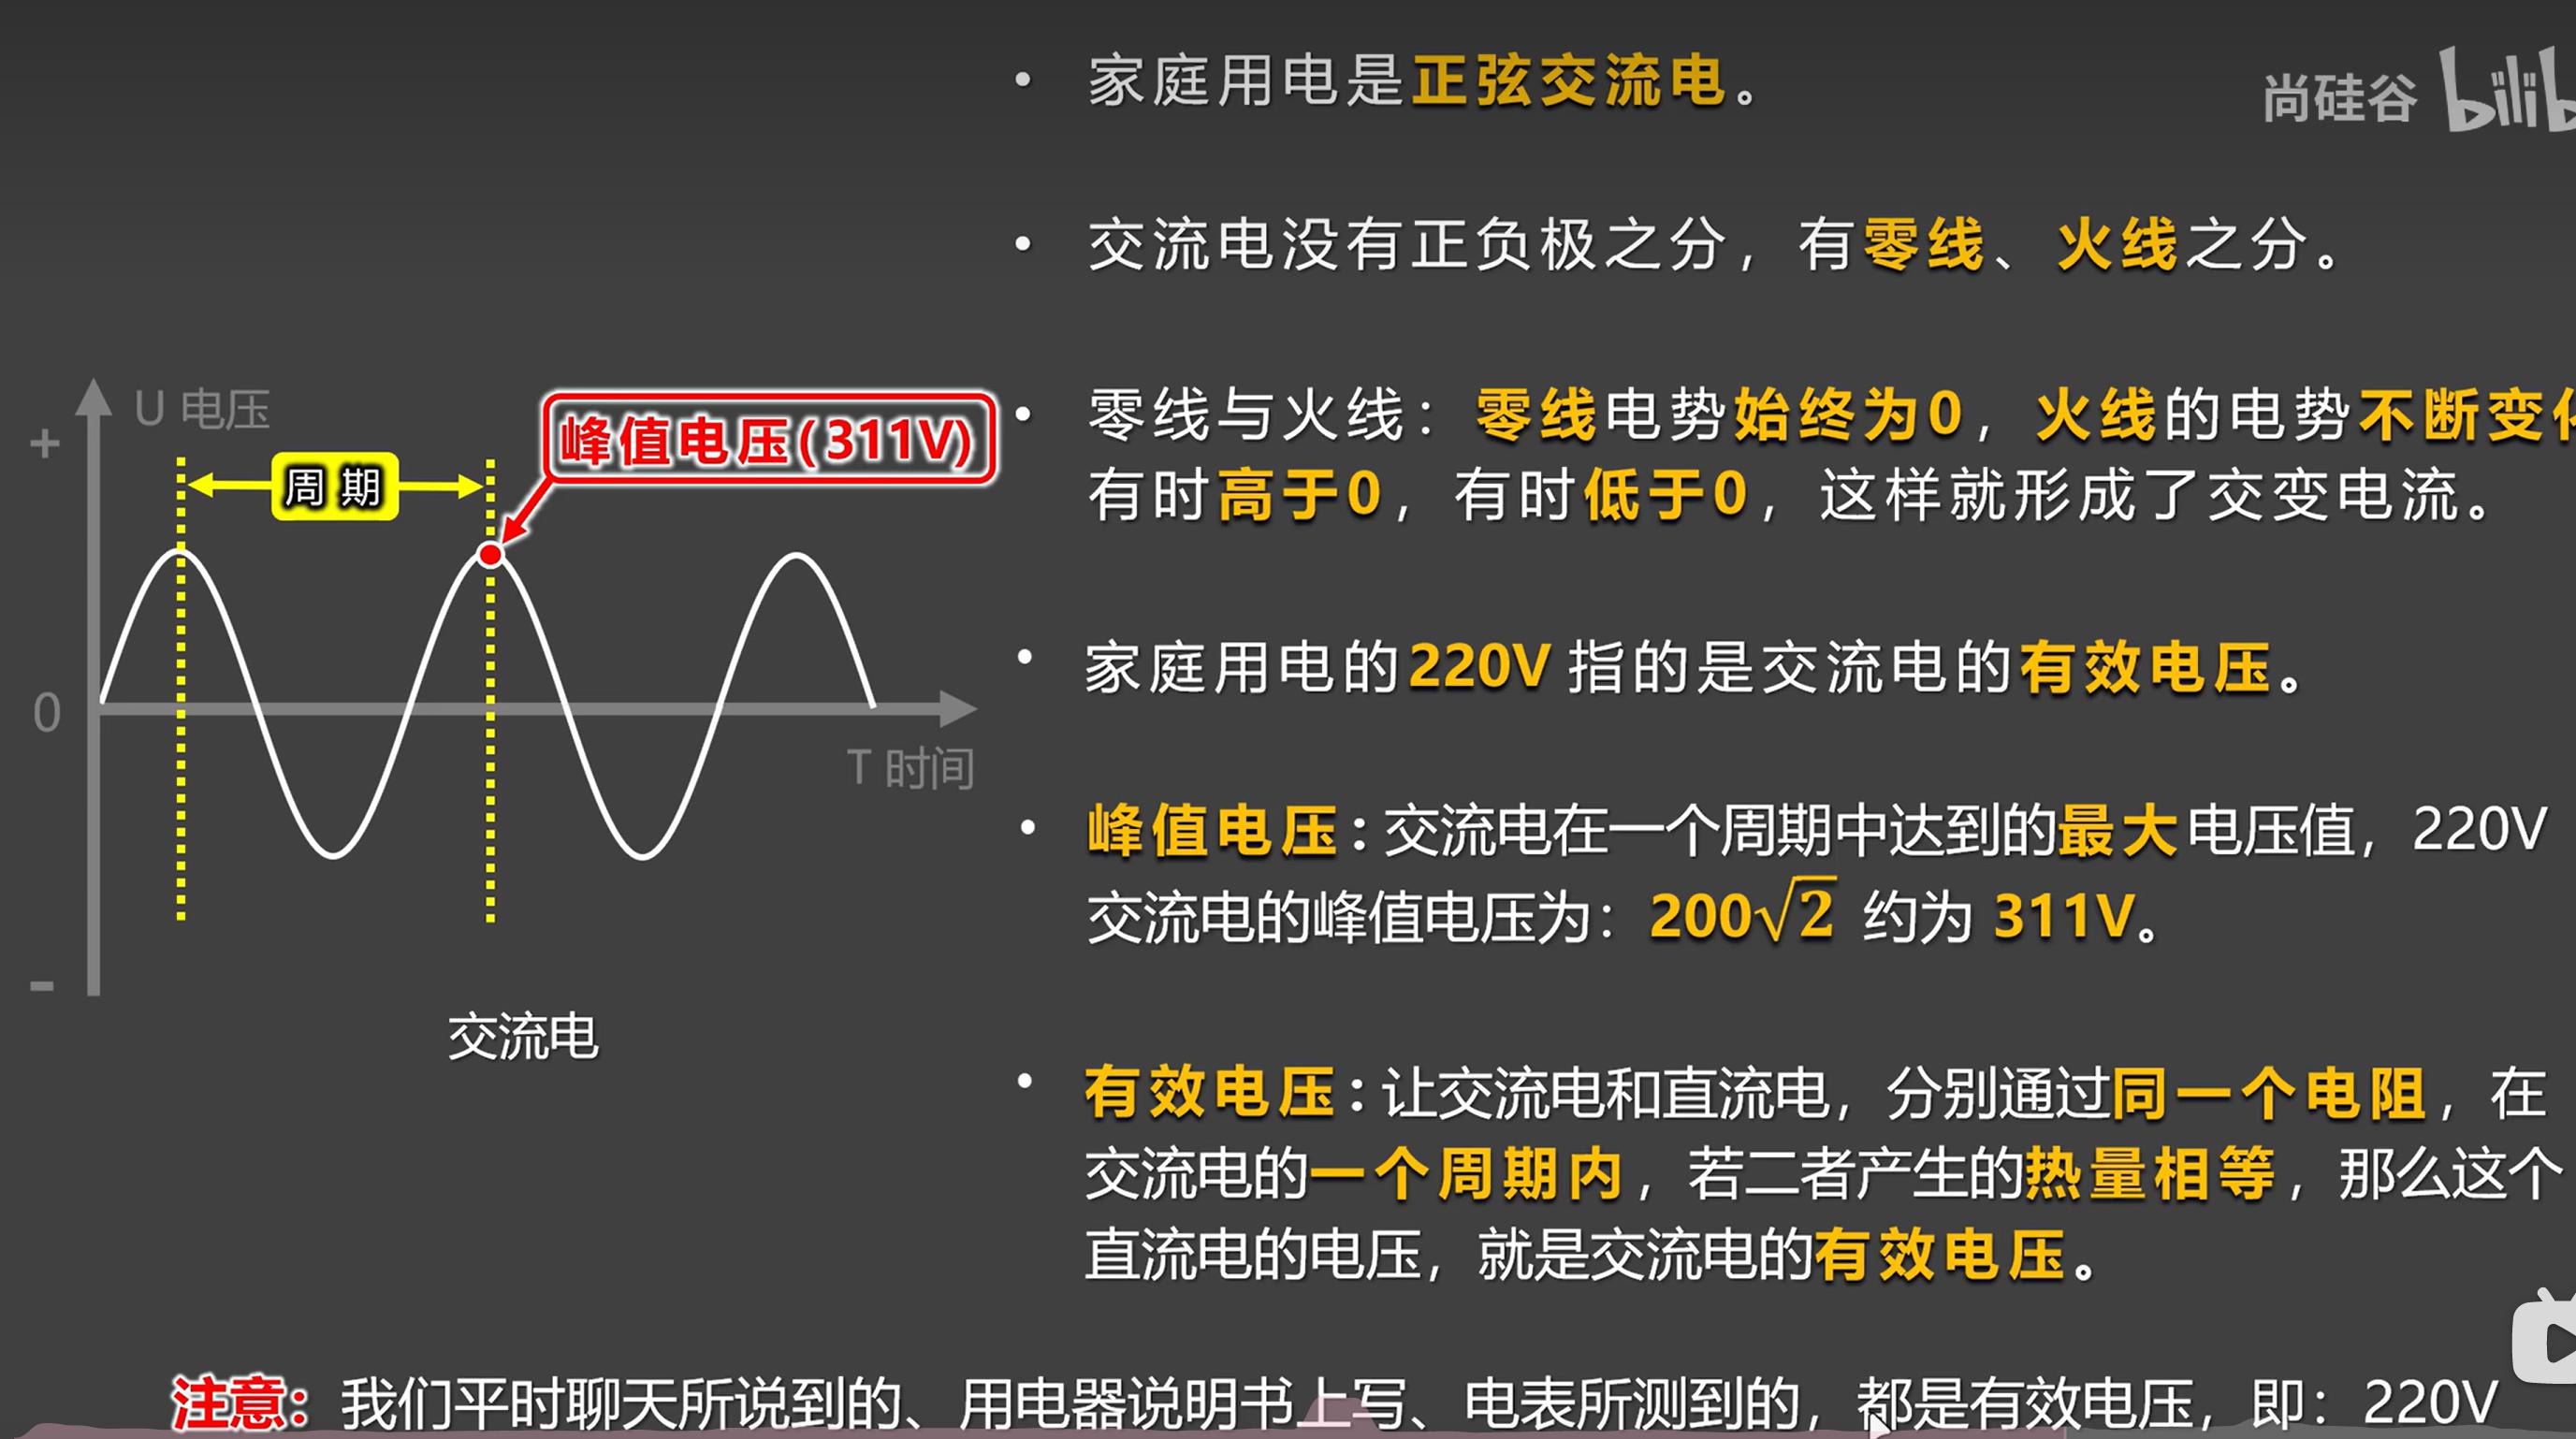 家庭用电是正弦交流电。
尚硅谷 bilib
交流电没有正负极之分，有零线、火线之分。
零线与火线：零线电势始终为0，火线的电势不断变化
有时高于0，有时低于0，这样就形成了交变电流。
+
U 电压
周期
峰值电压(311V)
0
T 时间
-
交流电
家庭用电的220V 指的是交流电的有效电压。
峰值电压：交流电在一个周期中达到的最大电压值，220V
交流电的峰值电压为：200√2 约为 311V。
有效电压：让交流电和直流电，分别通过同一个电阻，在
交流电的一个周期内，若二者产生的热量相等，那么这个
直流电的电压，就是交流电的有效电压。
注意：我们平时聊天所说到的、用电器说明书上写、电表所测到的，都是有效电压，即：220V